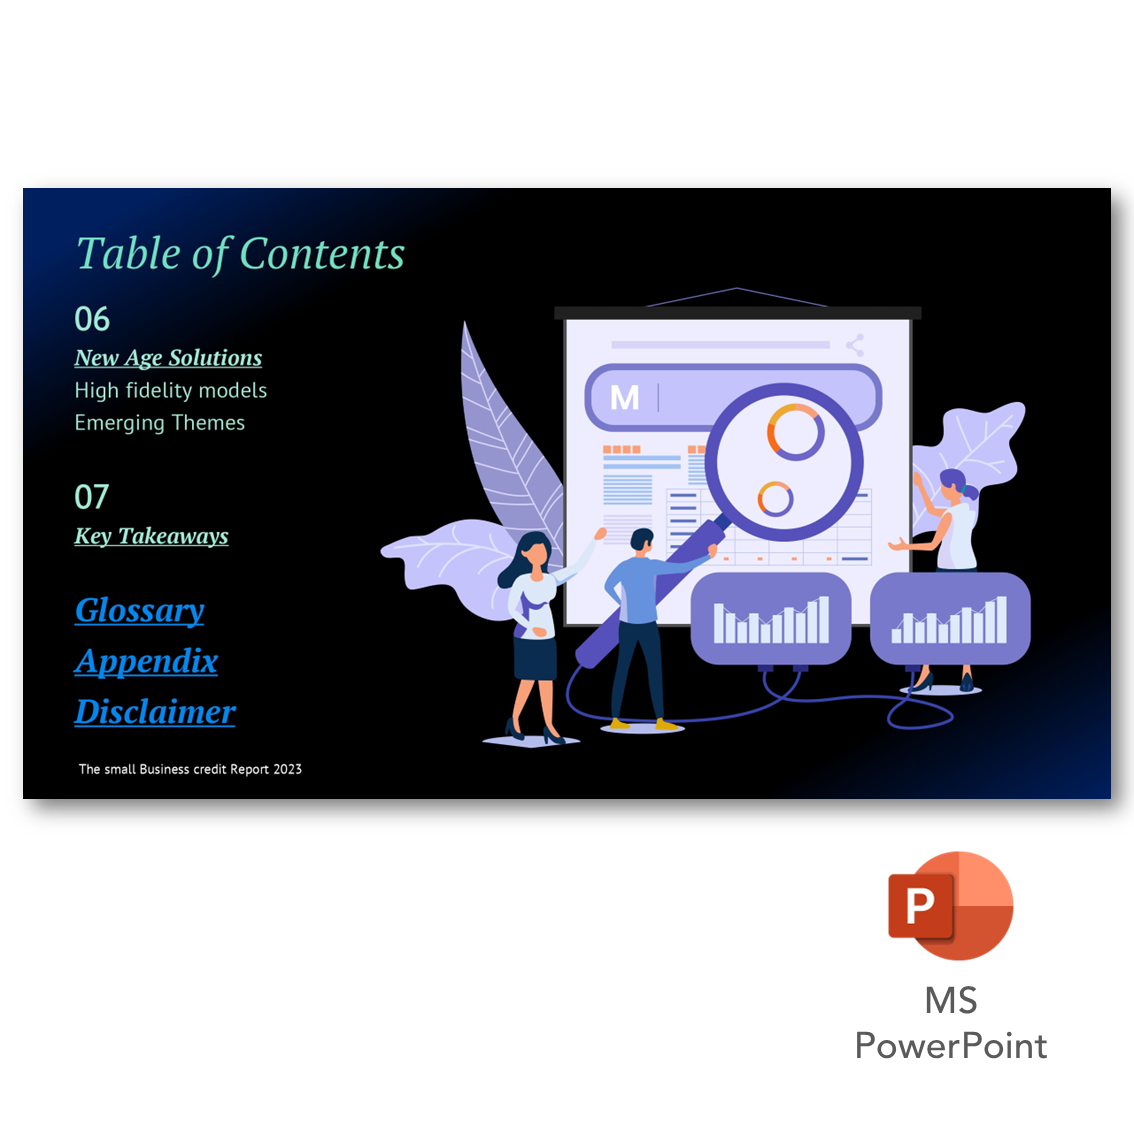 Table of Contents
06
New Age Solutions
High fidelity models
Emerging Themes
07
Key Takeaways
Glossary
Appendix
Disclaimer
The small Business credit Report 2023
M
P
MS
PowerPoint